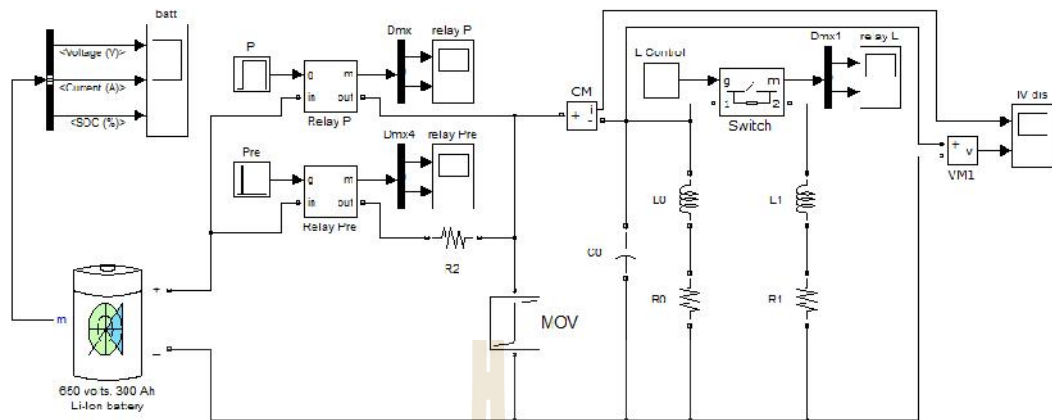 batt
<Voltage (V)>
<Current (A)>
<SOC (%)>
P
g m
in out
Relay P
Dmx
relay P
Pre
g m
in out
Relay Pre
Dmx4
relay Pre
R2
MOV
+
m
_
650 volts, 300 Ah
Li-Ion battery
CM
+ i
-
L Control
g m
1 2
Switch
Dmx1
relay L
IV dis
+
- v
VM1
L0
L1
C0
R0
R1